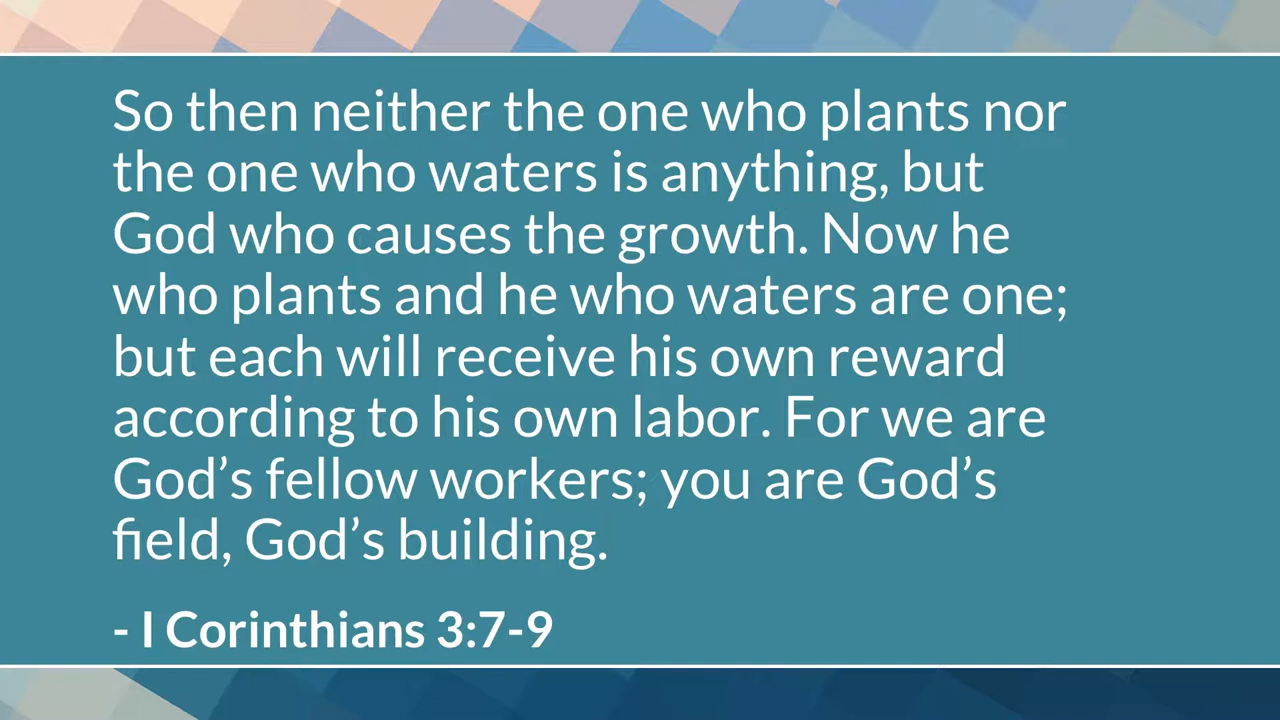 So then neither the one who plants nor
the one who waters is anything, but
God who causes the growth. Now he
who plants and he who waters are one;
but each will receive his own reward
according to his own labor. For we are
God’s fellow workers; you are God’s
field, God’s building.
- I Corinthians 3:7-9